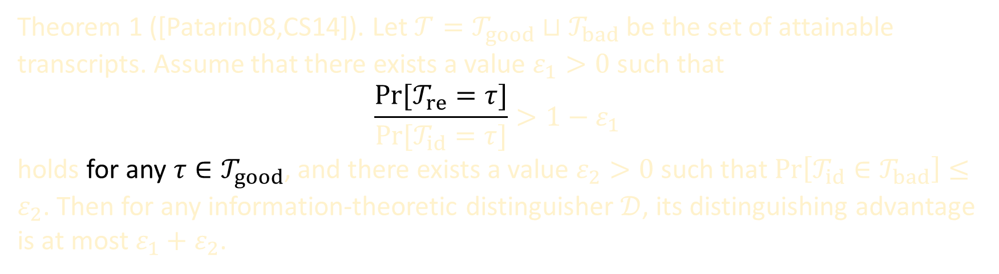 Theorem 1 ([Patarin08,CS14]). Let 𝒯 = 𝒯_good ⊔ 𝒯_bad be the set of attainable
transcripts. Assume that there exists a value ε₁ > 0 such that
Pr[𝒯_re = τ]
Pr[𝒯_id = τ] > 1 − ε₁
holds for any τ ∈ 𝒯_good, and there exists a value ε₂ > 0 such that Pr[𝒯_id ∈ 𝒯_bad] ≤
ε₂. Then for any information-theoretic distinguisher 𝒟, its distinguishing advantage
is at most ε₁ + ε₂.